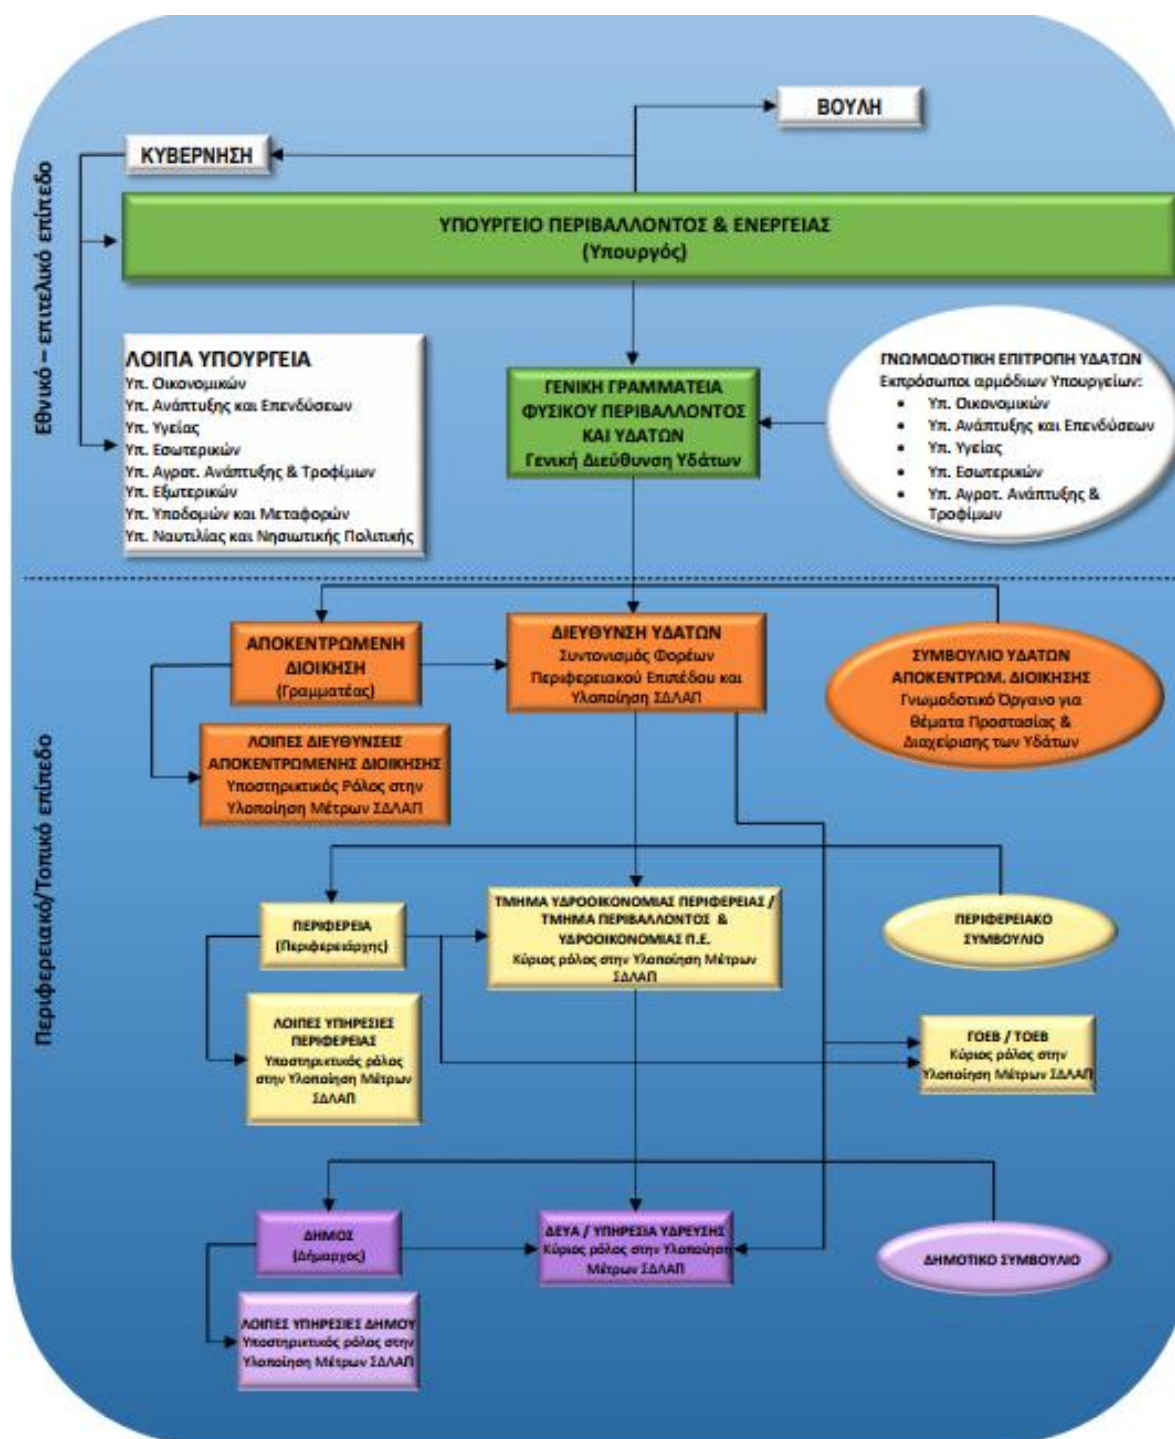 ΒΟΥΛΗ
ΚΥΒΕΡΝΗΣΗ
Εθνικό – επιτελικό επίπεδο
ΥΠΟΥΡΓΕΙΟ ΠΕΡΙΒΑΛΛΟΝΤΟΣ & ΕΝΕΡΓΕΙΑΣ
(Υπουργός)
ΛΟΙΠΑ ΥΠΟΥΡΓΕΙΑ
Υπ. Οικονομικών
Υπ. Ανάπτυξης και Επενδύσεων
Υπ. Υγείας
Υπ. Εσωτερικών
Υπ. Αγροτ. Ανάπτυξης & Τροφίμων
Υπ. Εξωτερικών
Υπ. Υποδομών και Μεταφορών
Υπ. Ναυτιλίας και Νησιωτικής Πολιτικής
ΓΕΝΙΚΗ ΓΡΑΜΜΑΤΕΙΑ
ΦΥΣΙΚΟΥ ΠΕΡΙΒΑΛΛΟΝΤΟΣ
ΚΑΙ ΥΔΑΤΩΝ
Γενική Διεύθυνση Υδάτων
ΓΝΩΜΟΔΟΤΙΚΗ ΕΠΙΤΡΟΠΗ ΥΔΑΤΩΝ
Εκπρόσωποι αρμόδιων Υπουργείων:
• Υπ. Οικονομικών
• Υπ. Ανάπτυξης και Επενδύσεων
• Υπ. Υγείας
• Υπ. Εσωτερικών
• Υπ. Αγροτ. Ανάπτυξης &
Τροφίμων
Περιφερειακό/Τοπικό επίπεδο
ΑΠΟΚΕΝΤΡΩΜΕΝΗ
ΔΙΟΙΚΗΣΗ
(Γραμματέας)
ΔΙΕΥΘΥΝΣΗ ΥΔΑΤΩΝ
Συντονισμός Φορέων
Περιφερειακού Επιπέδου και
Υλοποίηση ΣΔΛΑΠ
ΣΥΜΒΟΥΛΙΟ ΥΔΑΤΩΝ
ΑΠΟΚΕΝΤΡΩΜ. ΔΙΟΙΚΗΣΗΣ
Γνωμοδοτικό Όργανο για
θέματα Προστασίας &
Διαχείρισης των Υδάτων
ΛΟΙΠΕΣ ΔΙΕΥΘΥΝΣΕΙΣ
ΑΠΟΚΕΝΤΡΩΜΕΝΗΣ ΔΙΟΙΚΗΣΗΣ
Υποστηρικτικός Ρόλος στην
Υλοποίηση Μέτρων ΣΔΛΑΠ
ΠΕΡΙΦΕΡΕΙΑ
(Περιφερειάρχης)
ΤΜΗΜΑ ΥΔΡΟΟΙΚΟΝΟΜΙΑΣ ΠΕΡΙΦΕΡΕΙΑΣ /
ΤΜΗΜΑ ΠΕΡΙΒΑΛΛΟΝΤΟΣ &
ΥΔΡΟΟΙΚΟΝΟΜΙΑΣ Π.Ε.
Κύριος ρόλος στην Υλοποίηση Μέτρων
ΣΔΛΑΠ
ΠΕΡΙΦΕΡΕΙΑΚΟ
ΣΥΜΒΟΥΛΙΟ
ΛΟΙΠΕΣ ΥΠΗΡΕΣΙΕΣ
ΠΕΡΙΦΕΡΕΙΑΣ
Υποστηρικτικός ρόλος
στην Υλοποίηση Μέτρων
ΣΔΛΑΠ
ΓΟΕΒ / ΤΟΕΒ
Κύριος ρόλος στην
Υλοποίηση Μέτρων ΣΔΛΑΠ
ΔΗΜΟΣ
(Δήμαρχος)
ΔΕΥΑ / ΥΠΗΡΕΣΙΑ ΥΔΡΕΥΣΗΣ
Κύριος ρόλος στην Υλοποίηση
Μέτρων ΣΔΛΑΠ
ΔΗΜΟΤΙΚΟ ΣΥΜΒΟΥΛΙΟ
ΛΟΙΠΕΣ ΥΠΗΡΕΣΙΕΣ ΔΗΜΟΥ
Υποστηρικτικός ρόλος στην
Υλοποίηση Μέτρων ΣΔΛΑΠ